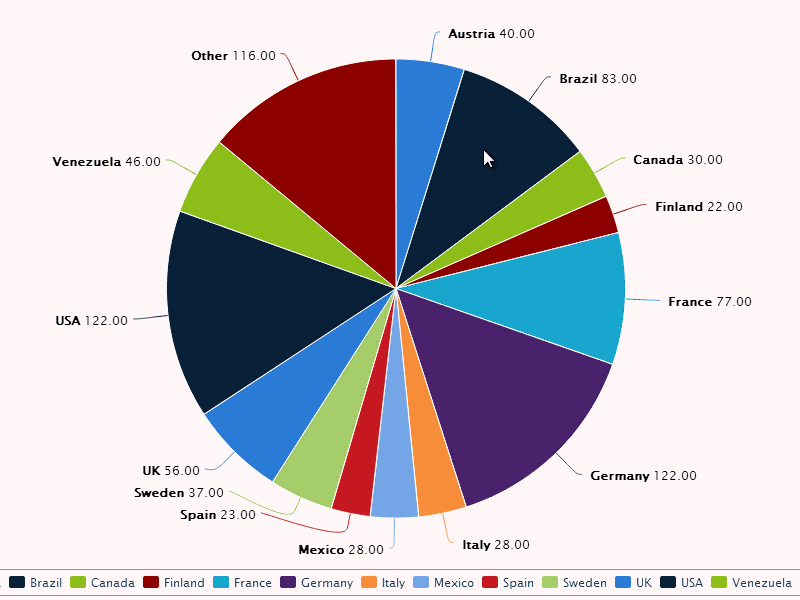 Austria 40.00
Other 116.00
Brazil 83.00
Venezuela 46.00
Canada 30.00
Finland 22.00
France 77.00
USA 122.00
UK 56.00
Germany 122.00
Sweden 37.00
Spain 23.00
Mexico 28.00
Italy 28.00
Brazil Canada Finland France Germany Italy Mexico Spain Sweden UK USA Venezuela